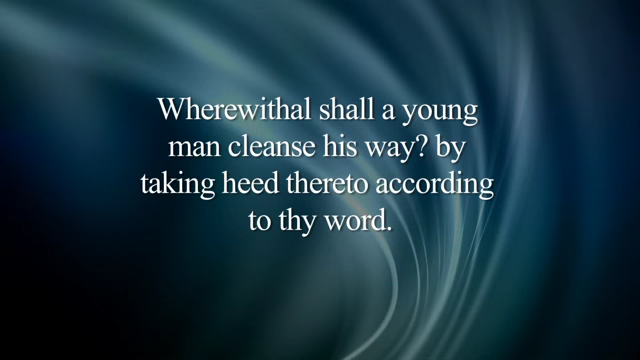 Wherewithal shall a young
man cleanse his way? by
taking heed thereto according
to thy word.